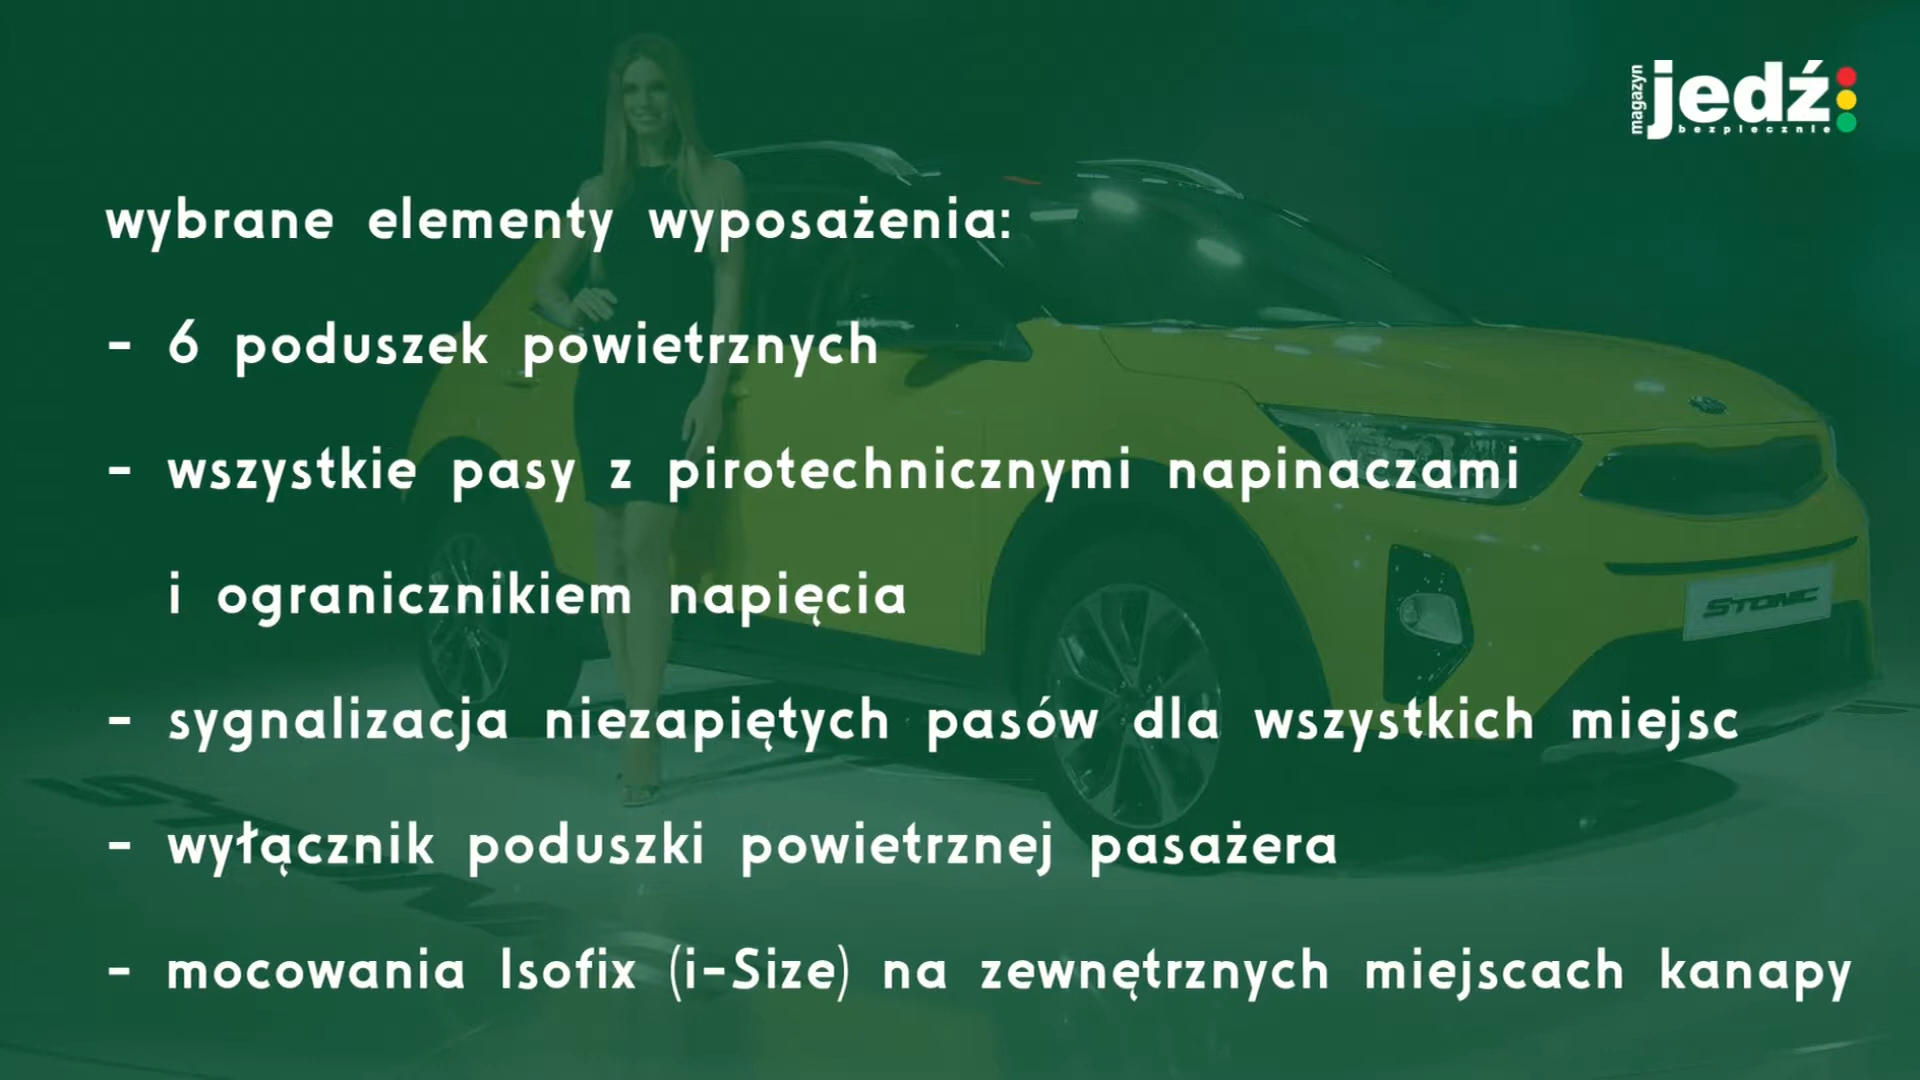 magazyn
jedź
bezpiecznie
wybrane elementy wyposażenia:
- 6 poduszek powietrznych
- wszystkie pasy z pirotechnicznymi napinaczami
i ogranicznikiem napięcia
STONIC
- sygnalizacja niezapiętych pasów dla wszystkich miejsc
- wyłącznik poduszki powietrznej pasażera
- mocowania Isofix (i-Size) na zewnętrznych miejscach kanapy